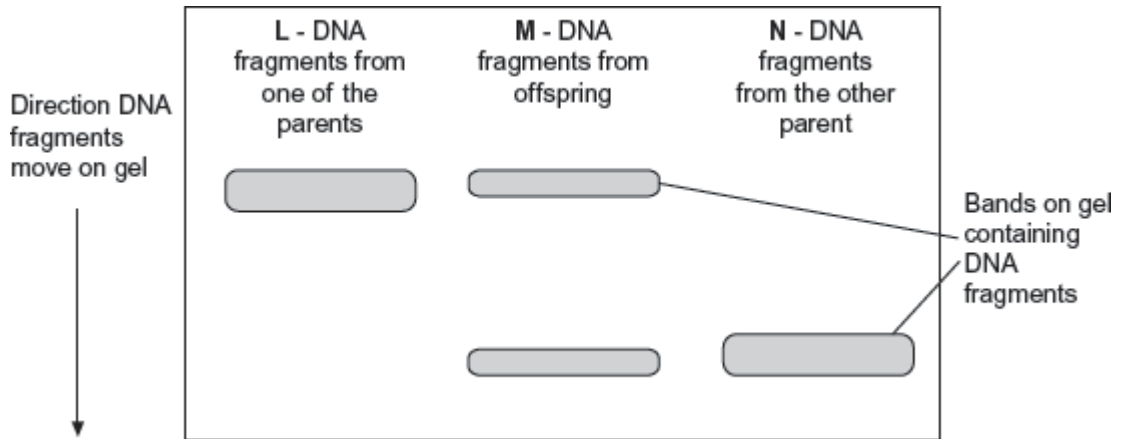 L - DNA
fragments from
one of the
parents
M - DNA
fragments from
offspring
N - DNA
fragments
from the other
parent
Direction DNA
fragments
move on gel
Bands on gel
containing
DNA
fragments